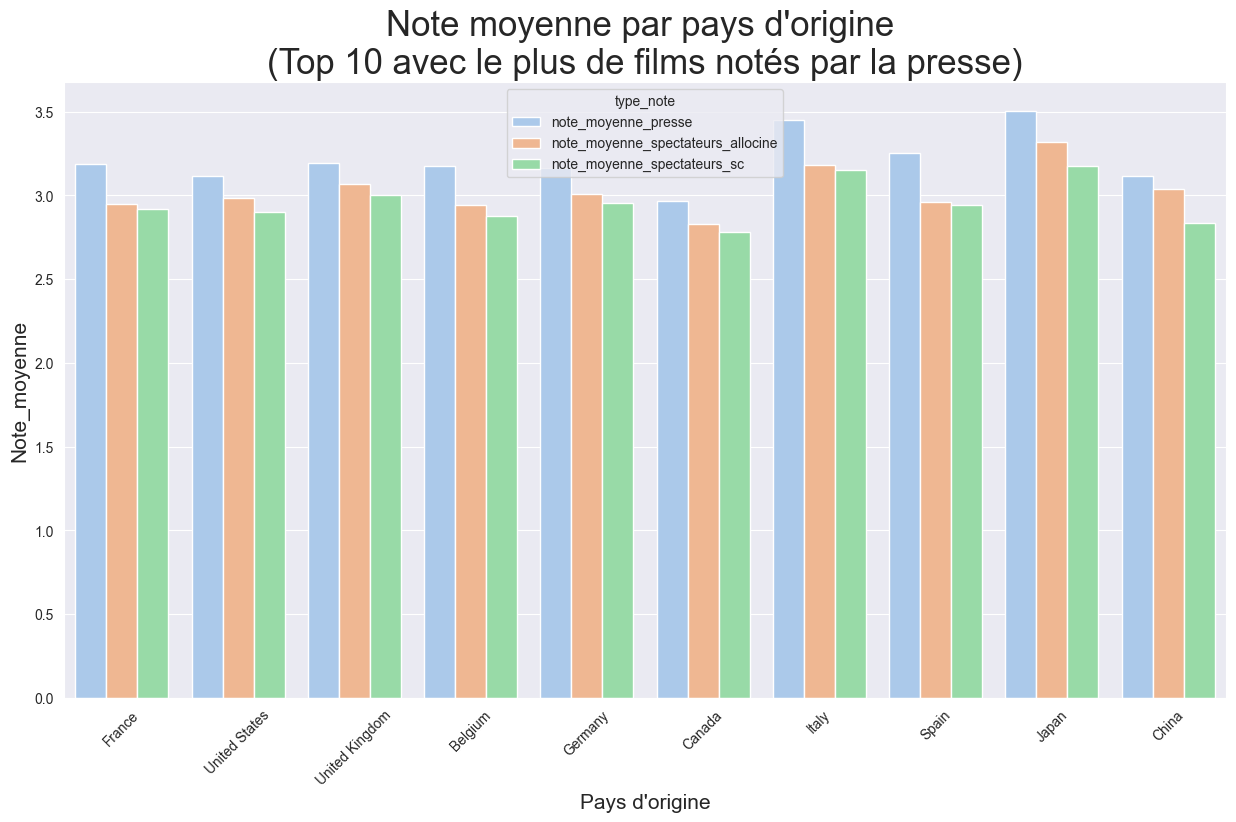 Note moyenne par pays d'origine
(Top 10 avec le plus de films notés par la presse)
type_note
note_moyenne_presse
note_moyenne_spectateurs_allocine
note_moyenne_spectateurs_sc
3.5
3.0
2.5
2.0
1.5
1.0
0.5
0.0
Note_moyenne
France
United States
United Kingdom
Belgium
Germany
Canada
Italy
Spain
Japan
China
Pays d'origine